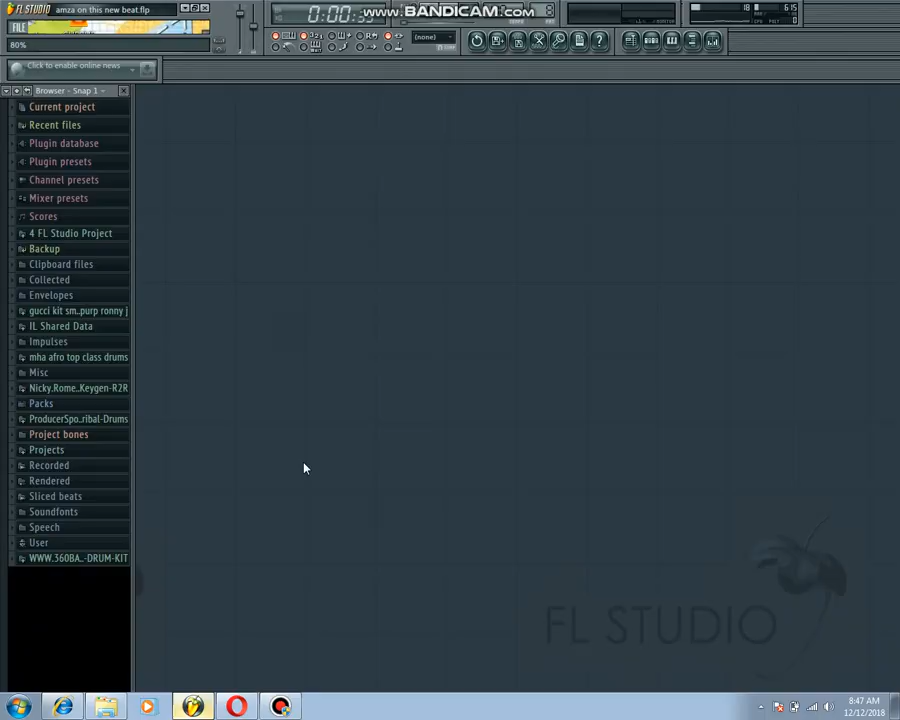 FL STUDIO amza on this new beat.flp
www.BANDICAM.com
FILE
80%
(none)
18 615
Click to enable online news
Browser - Snap 1
Current project
Recent files
Plugin database
Plugin presets
Channel presets
Mixer presets
Scores
4 FL Studio Project
Backup
Clipboard files
Collected
Envelopes
gucci kit sm..purp ronny j
IL Shared Data
Impulses
mha afro top class drums
Misc
Nicky.Rome..Keygen-R2R
Packs
ProducerSpo..ribal-Drums
Project bones
Projects
Recorded
Rendered
Sliced beats
Soundfonts
Speech
User
WWW.360BA..-DRUM-KIT
FL STUDIO
8:47 AM
12/12/2018